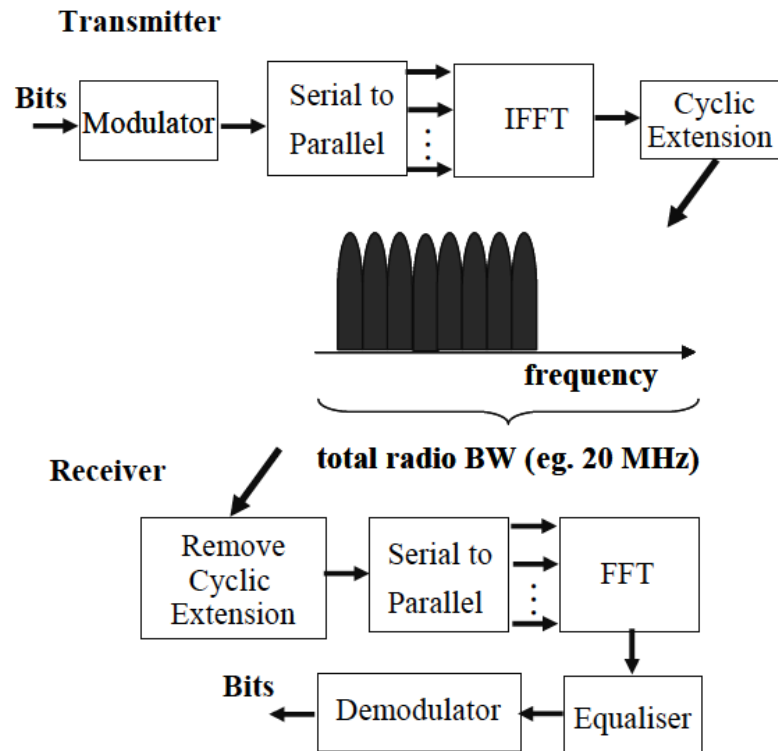 Transmitter
Bits
Modulator
Serial to
Parallel
IFFT
Cyclic
Extension
frequency
total radio BW (eg. 20 MHz)
Receiver
Remove
Cyclic
Extension
Serial to
Parallel
FFT
Bits
Demodulator
Equaliser